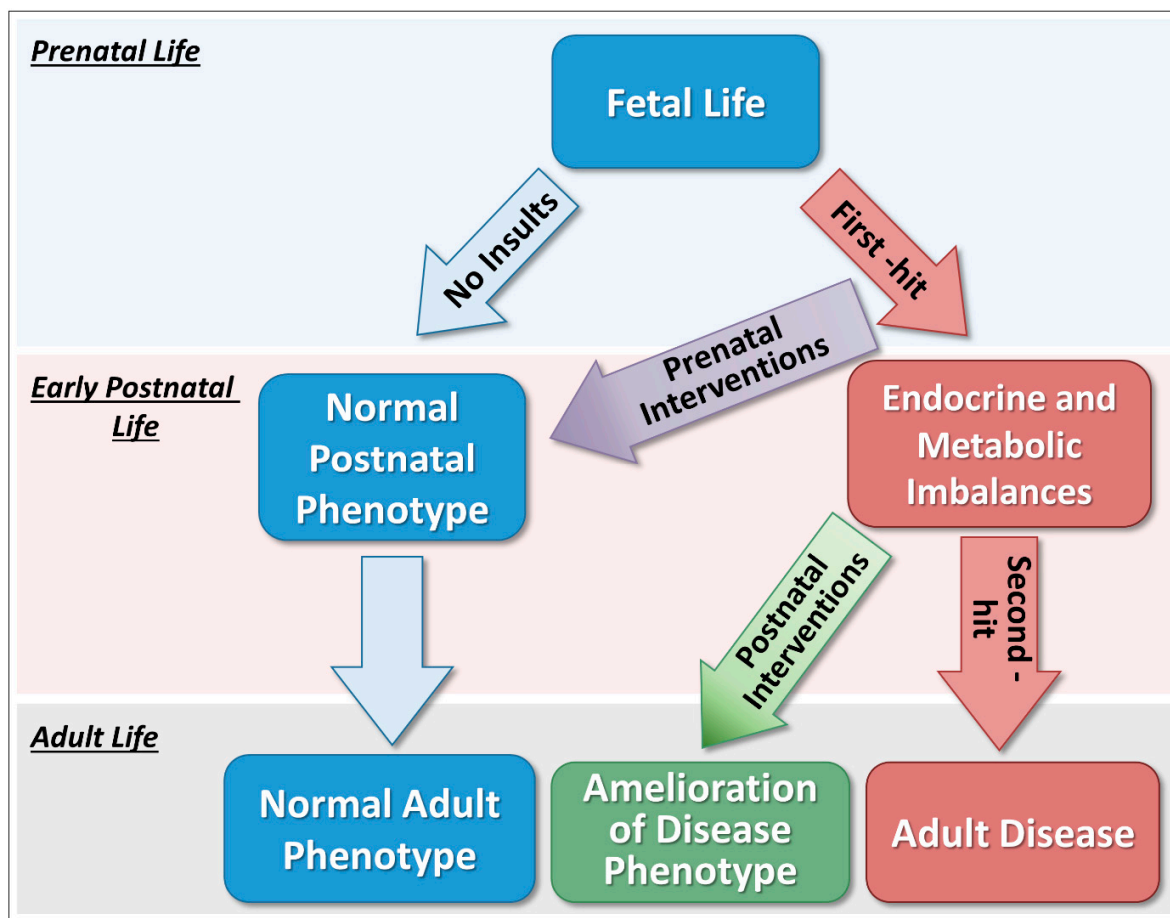 Prenatal Life
Fetal Life
No Insults
First -hit
Prenatal
Interventions
Early Postnatal
Life
Normal
Postnatal
Phenotype
Endocrine and
Metabolic
Imbalances
Postnatal
Interventions
Second -
hit
Adult Life
Normal Adult
Phenotype
Amelioration
of Disease
Phenotype
Adult Disease